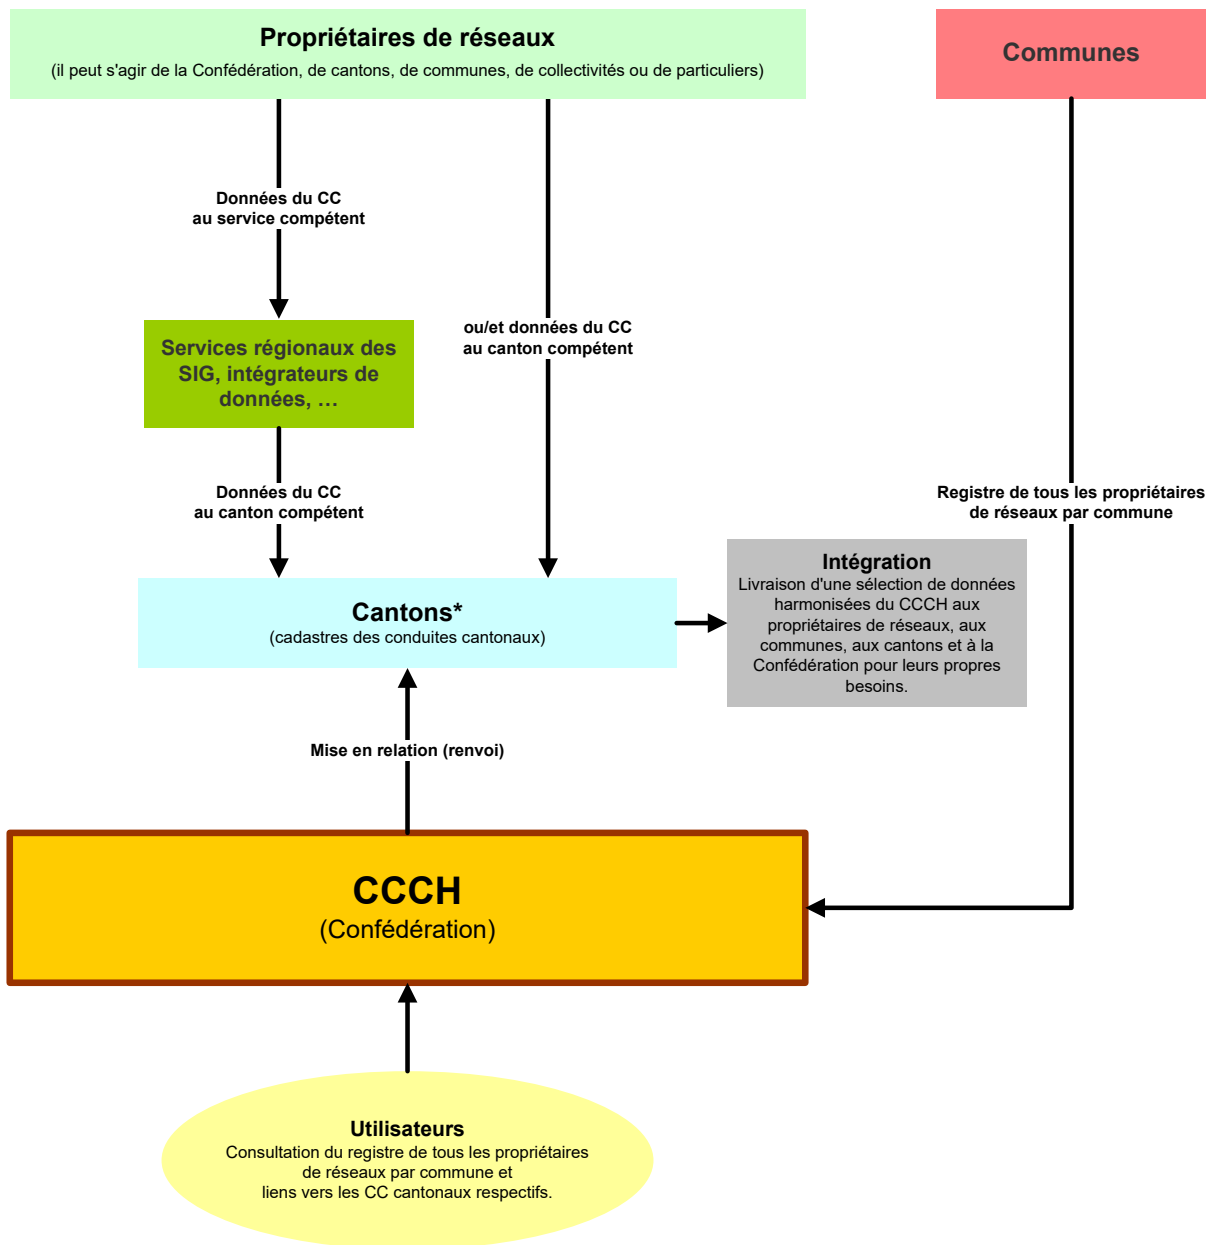 Propriétaires de réseaux
(il peut s'agir de la Confédération, de cantons, de communes, de collectivités ou de particuliers)
Communes
Données du CC
au service compétent
ou/et données du CC
au canton compétent
Services régionaux des
SIG, intégrateurs de
données, …
Données du CC
au canton compétent
Registre de tous les propriétaires
de réseaux par commune
Cantons*
(cadastres des conduites cantonaux)
Intégration
Livraison d'une sélection de données
harmonisées du CCCH aux
propriétaires de réseaux, aux
communes, aux cantons et à la
Confédération pour leurs propres
besoins.
Mise en relation (renvoi)
CCCH
(Confédération)
Utilisateurs
Consultation du registre de tous les propriétaires
de réseaux par commune et
liens vers les CC cantonaux respectifs.